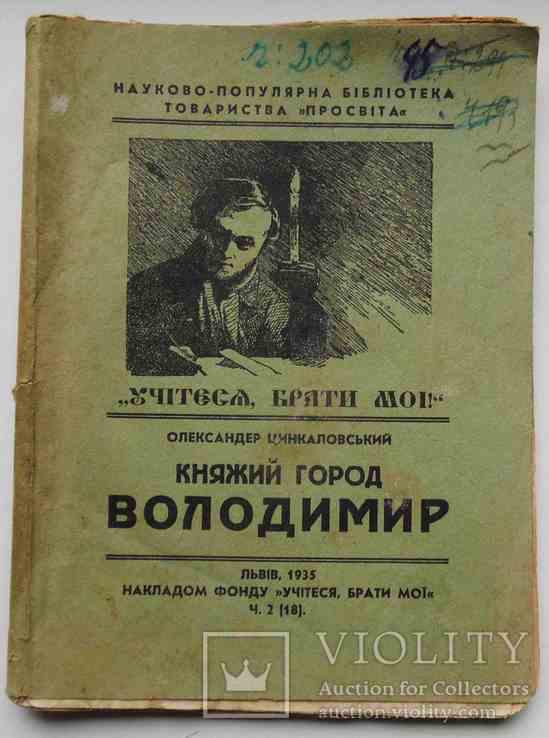 ч: 202
НАУКОВО-ПОПУЛЯРНА БІБЛІОТЕКА
ТОВАРИСТВА »ПРОСВІТА«
„УЧІТЕСЯ, БРАТИ МОЇ!“
ОЛЕКСАНДЕР ЦИНКАЛОВСЬКИЙ
КНЯЖИЙ ГОРОД
ВОЛОДИМИР
ЛЬВІВ, 1935
НАКЛАДОМ ФОНДУ »УЧІТЕСЯ, БРАТИ МОЇ«
Ч. 2 (18).
VIOLITY
Auction for Collectors
auction.violity.com